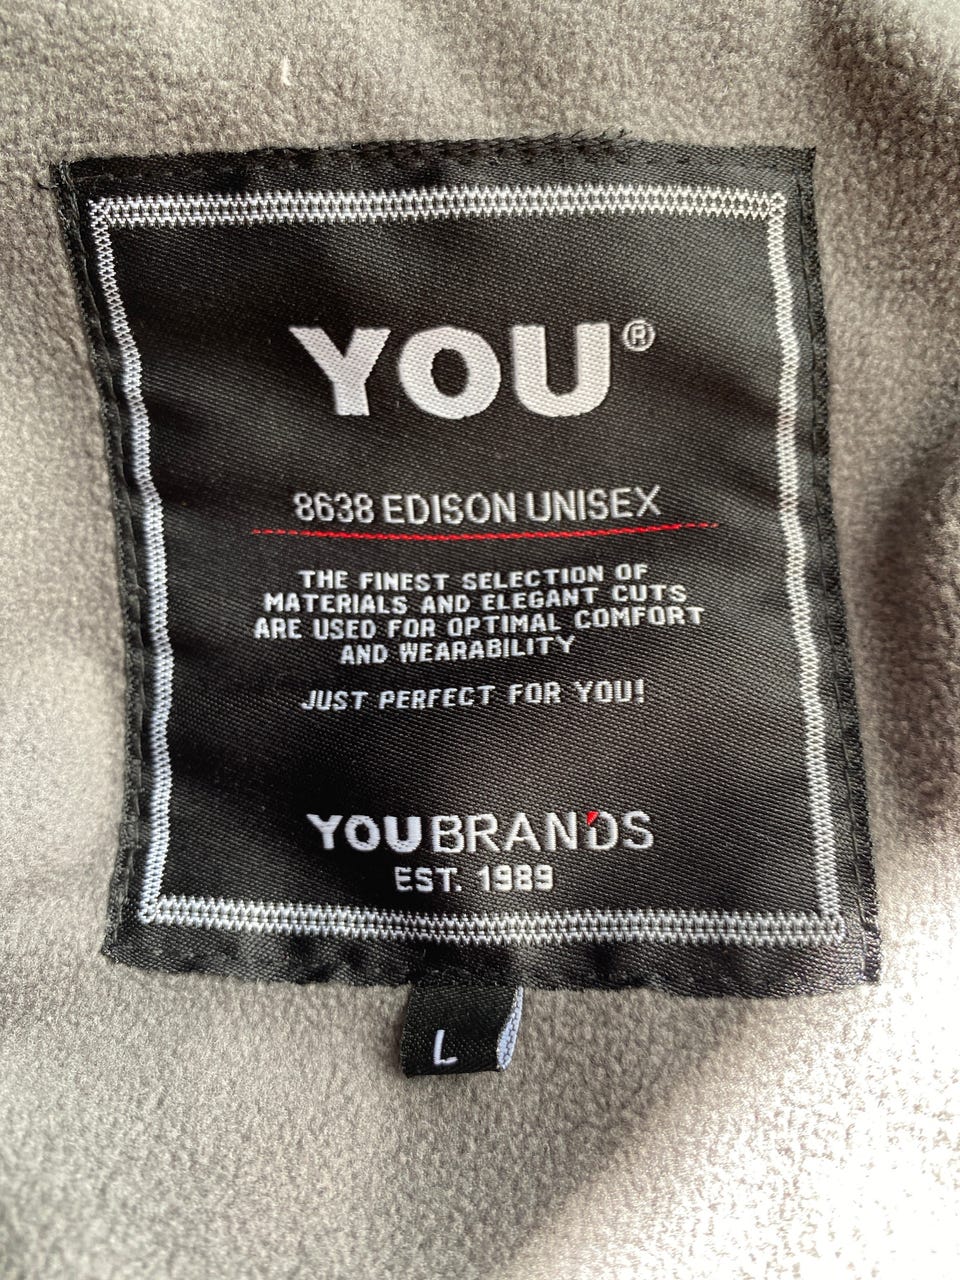 YOU®
8638 EDISON UNISEX
THE FINEST SELECTION OF
MATERIALS AND ELEGANT CUTS
ARE USED FOR OPTIMAL COMFORT
AND WEARABILITY
JUST PERFECT FOR YOU!
YOUBRANDS
EST. 1989
L